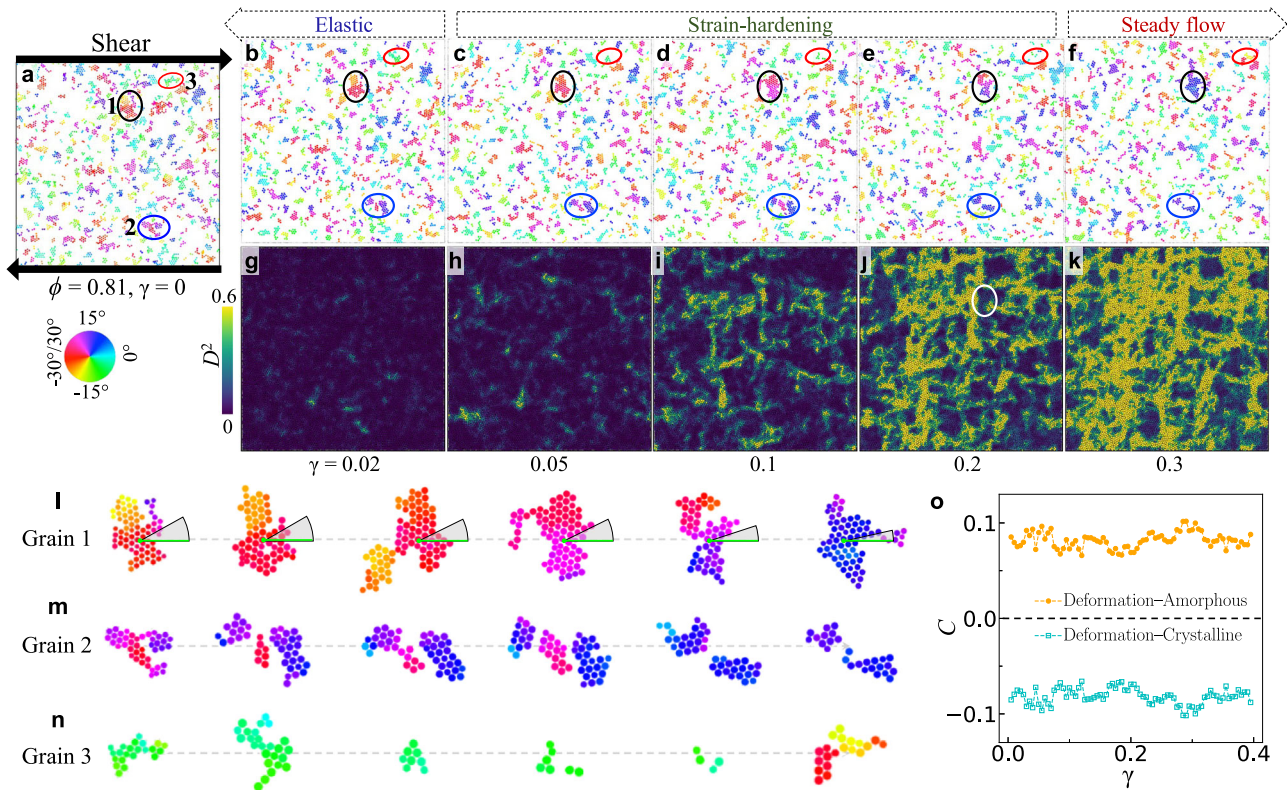 Elastic
Strain-hardening
Steady flow
Shear
a
b
c
d
e
f
1
2
3
ϕ = 0.81, γ = 0
15°
-30°/30°
0°
-15°
g
h
i
j
k
0.6
D²
0
γ = 0.02
0.05
0.1
0.2
0.3
l
Grain 1
m
Grain 2
n
Grain 3
o
0.1
0.0
−0.1
C
Deformation−Amorphous
Deformation−Crystalline
0.0
0.2
0.4
γ